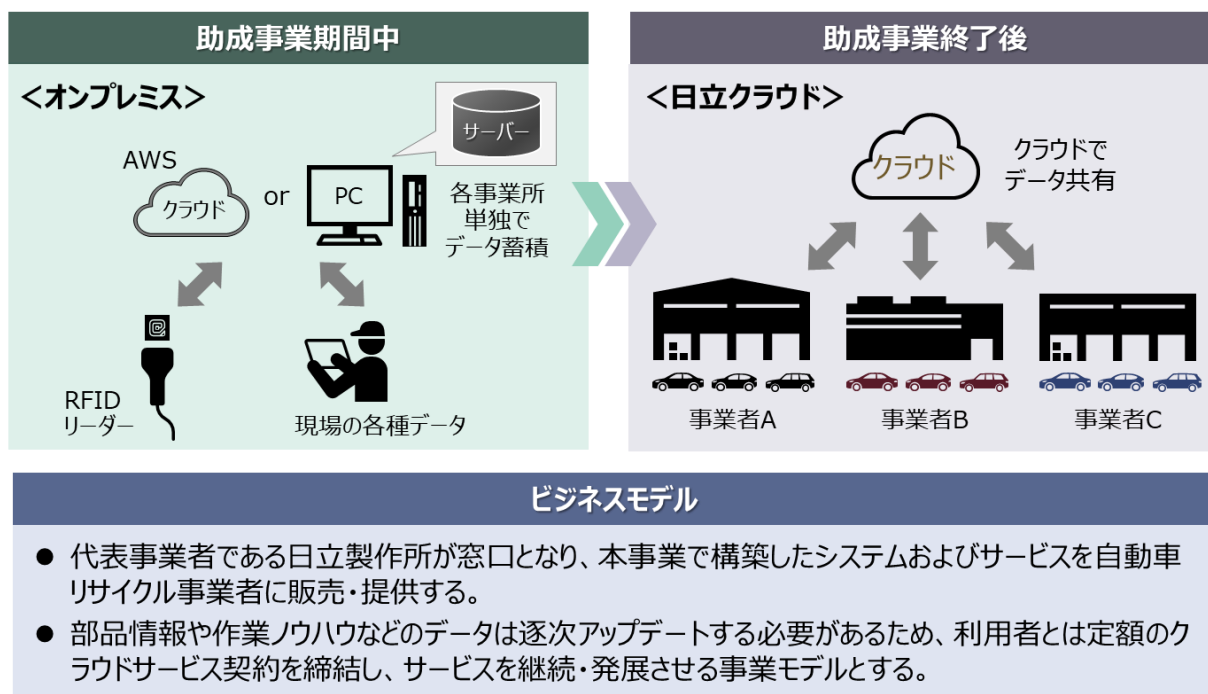 助成事業期間中
<オンプレミス>
サーバー
AWS
クラウド
or
PC
各事業所
単独で
データ蓄積
RFID
リーダー
現場の各種データ
助成事業終了後
<日立クラウド>
クラウド
クラウドで
データ共有
事業者A
事業者B
事業者C
ビジネスモデル
● 代表事業者である日立製作所が窓口となり、本事業で構築したシステムおよびサービスを自動車
リサイクル事業者に販売・提供する。
● 部品情報や作業ノウハウなどのデータは逐次アップデートする必要があるため、利用者とは定額のク
ラウドサービス契約を締結し、サービスを継続・発展させる事業モデルとする。